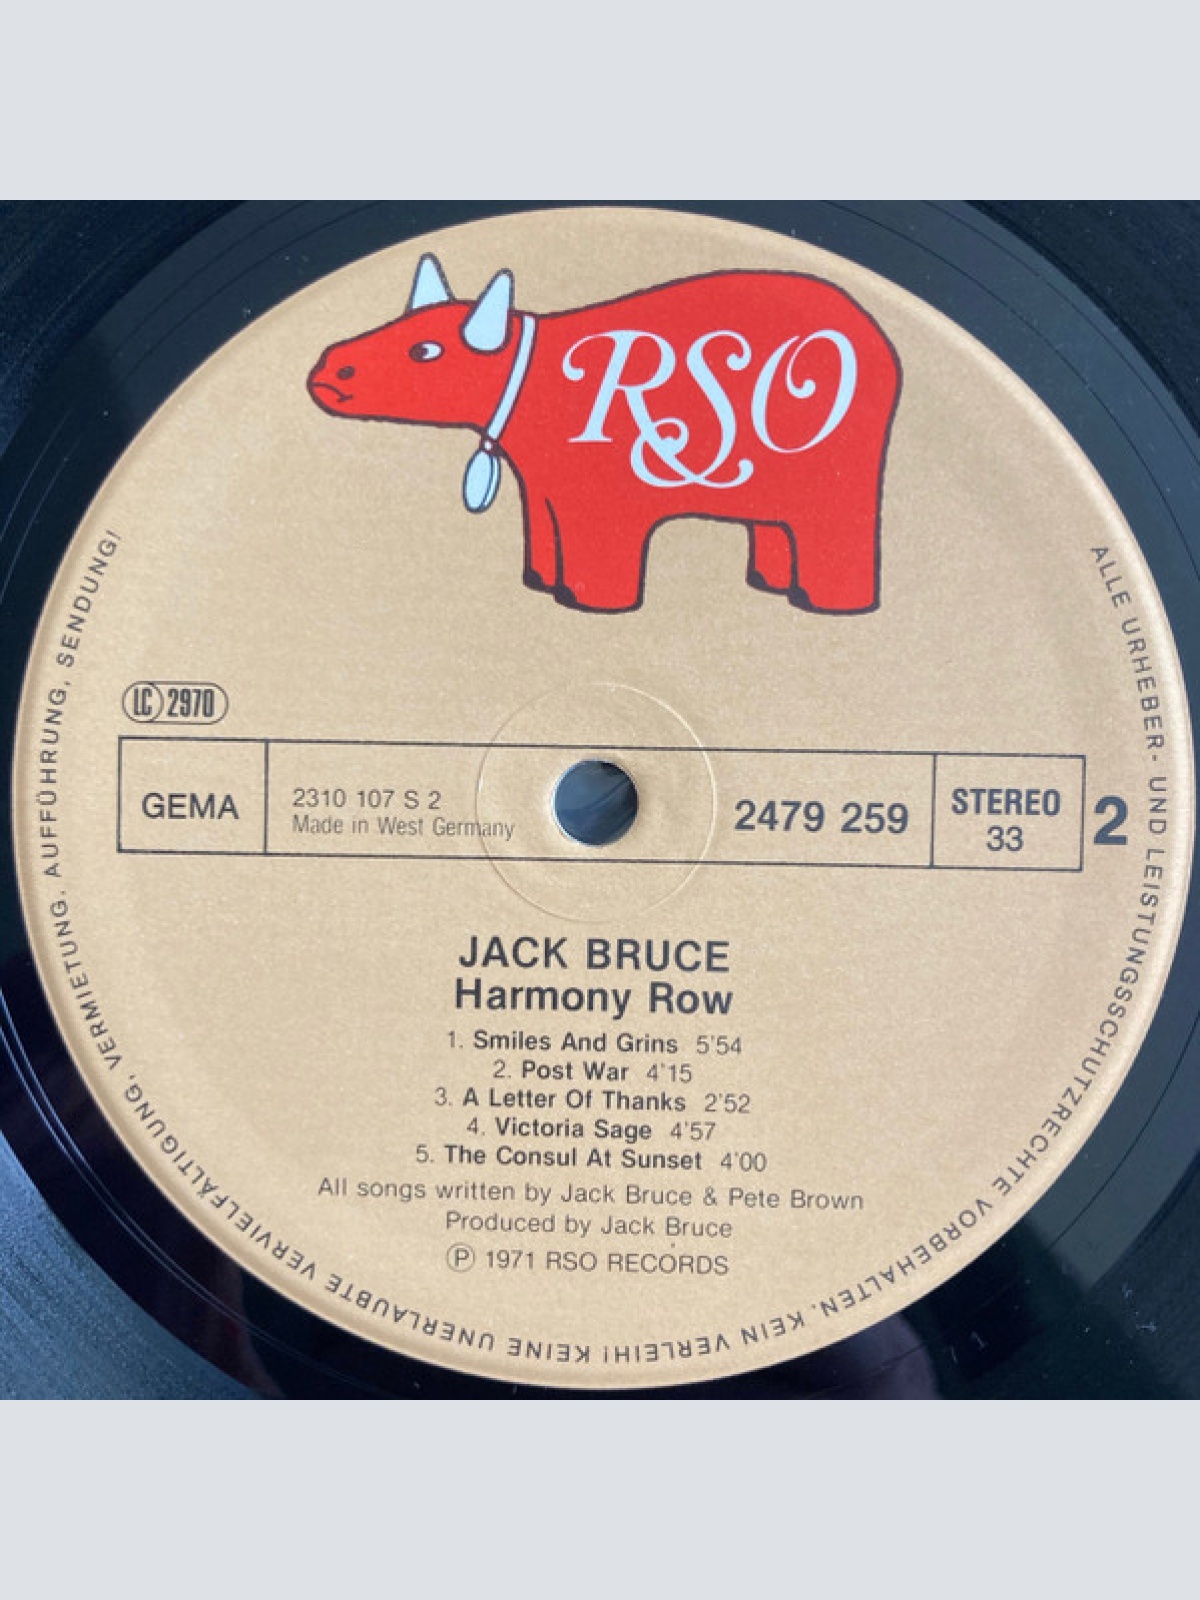 RSO
LC 2970
GEMA
2310 107 S 2
Made in West Germany
2479 259
STEREO
33
2
JACK BRUCE
Harmony Row
1. Smiles And Grins 5'54
2. Post War 4'15
3. A Letter Of Thanks 2'52
4. Victoria Sage 4'57
5. The Consul At Sunset 4'00
All songs written by Jack Bruce & Pete Brown
Produced by Jack Bruce
Ⓟ 1971 RSO RECORDS
ALLE URHEBER- UND LEISTUNGSSCHUTZRECHTE VORBEHALTEN. KEIN VERLEIH! KEINE UNERLAUBTE VERVIELFÄLTIGUNG, VERMIETUNG. AUFFÜHRUNG, SENDUNG!